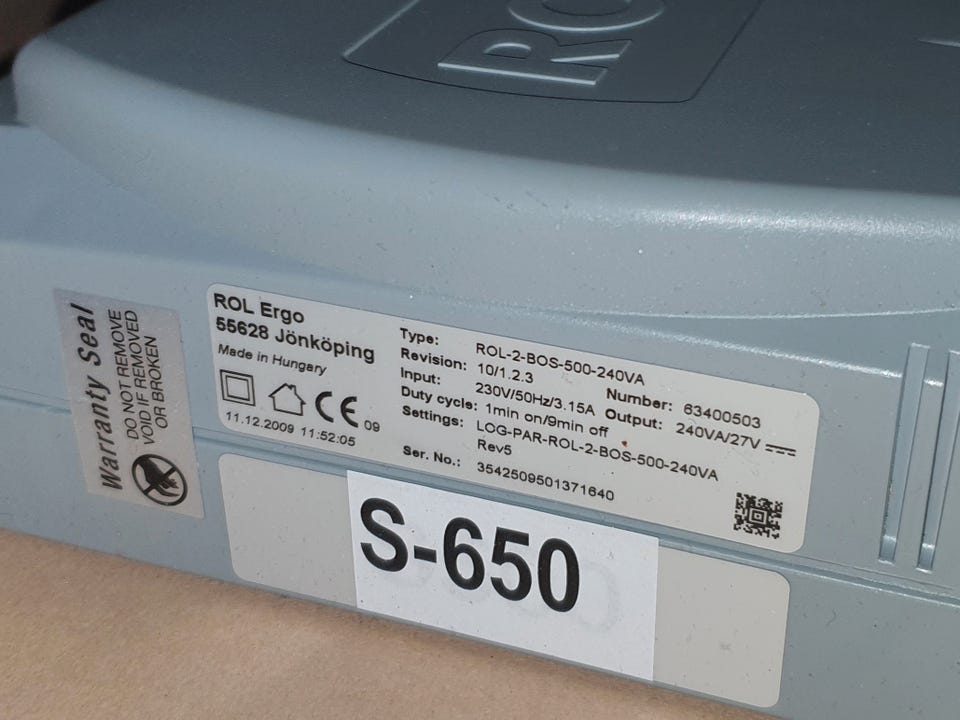 Warranty Seal
DO NOT REMOVE
VOID IF REMOVED
OR BROKEN
ROL Ergo
55628 Jönköping
Made in Hungary
CE 09
11.12.2009 11:52:05
Type: ROL-2-BOS-500-240VA
Revision: 10/1.2.3 Number: 63400503
Input: 230V/50Hz/3.15A Output: 240VA/27V
Duty cycle: 1min on/9min off
Settings: LOG-PAR-ROL-2-BOS-500-240VA
Rev5
Ser. No.: 3542509501371640
S-650